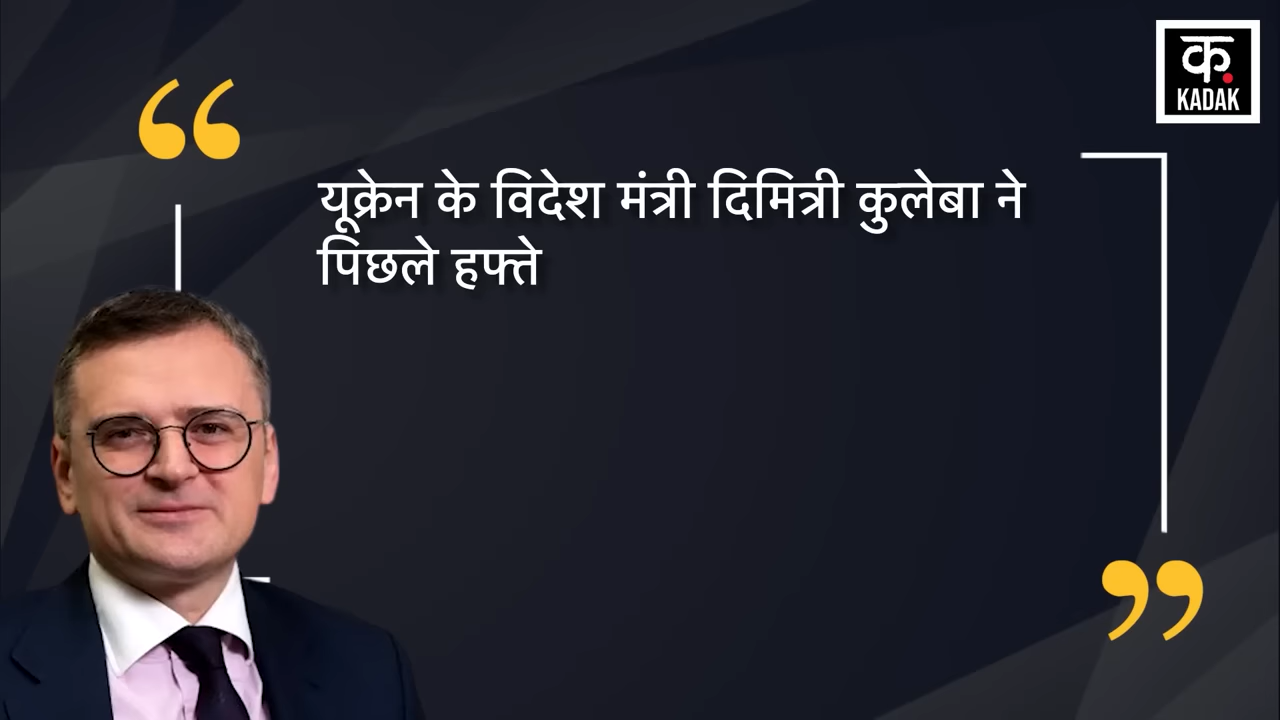 क.
KADAK
यूक्रेन के विदेश मंत्री दिमित्री कुलेबा ने
पिछले हफ्ते